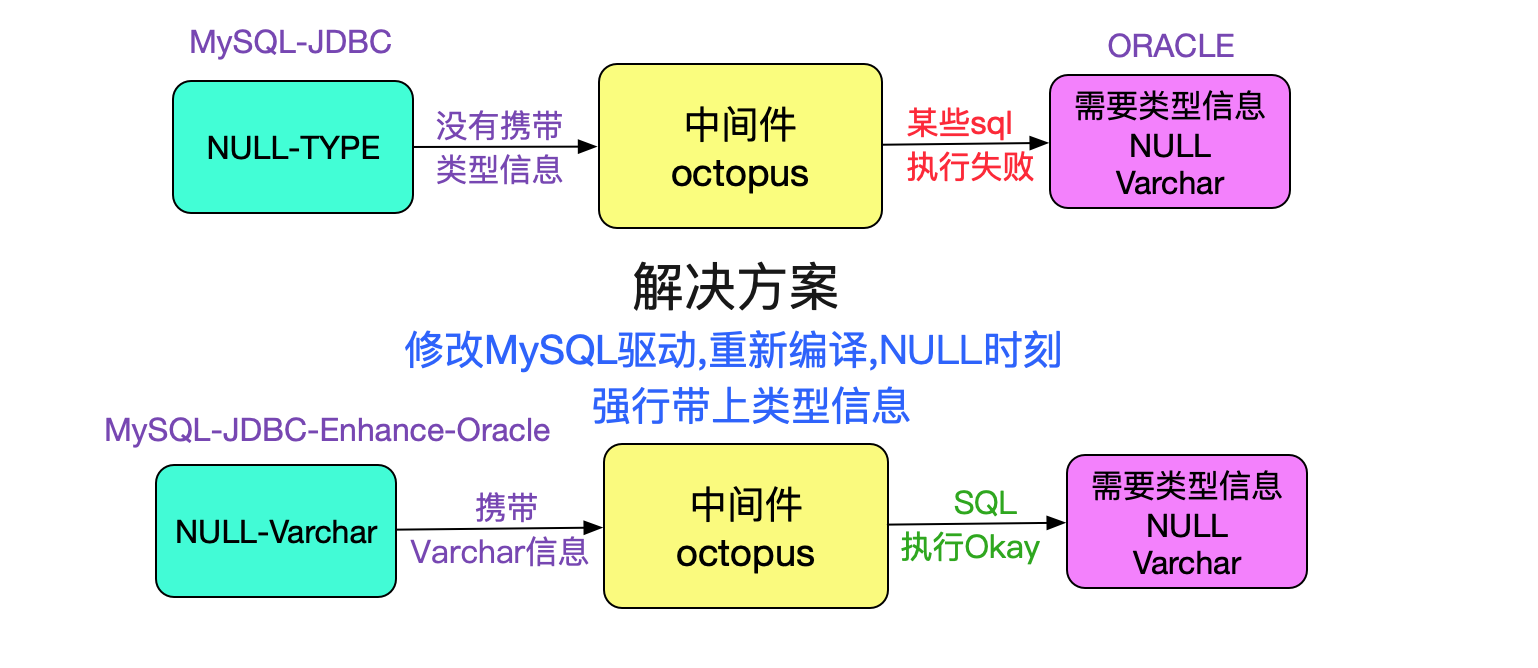 MySQL-JDBC
ORACLE
NULL-TYPE
没有携带
类型信息
中间件
octopus
某些sql
执行失败
需要类型信息
NULL
Varchar
解决方案
修改MySQL驱动,重新编译,NULL时刻
强行带上类型信息
MySQL-JDBC-Enhance-Oracle
NULL-Varchar
携带
Varchar信息
中间件
octopus
SQL
执行Okay
需要类型信息
NULL
Varchar